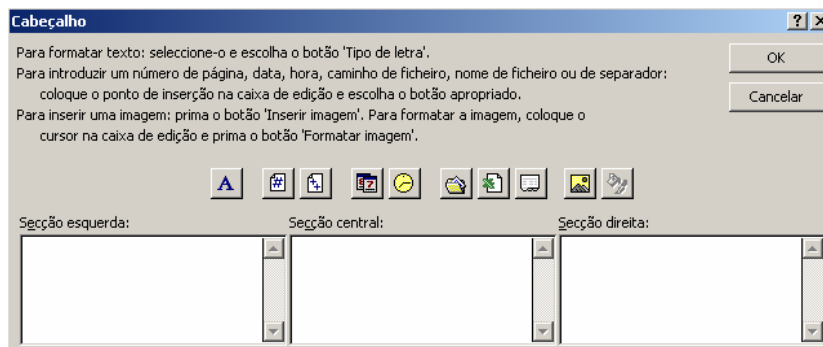 Cabeçalho
Para formatar texto: seleccione-o e escolha o botão 'Tipo de letra'.
Para introduzir um número de página, data, hora, caminho de ficheiro, nome de ficheiro ou de separador:
coloque o ponto de inserção na caixa de edição e escolha o botão apropriado.
Para inserir uma imagem: prima o botão 'Inserir imagem'. Para formatar a imagem, coloque o
cursor na caixa de edição e prima o botão 'Formatar imagem'.
OK
Cancelar
A
Secção esquerda:
Secção central:
Secção direita: